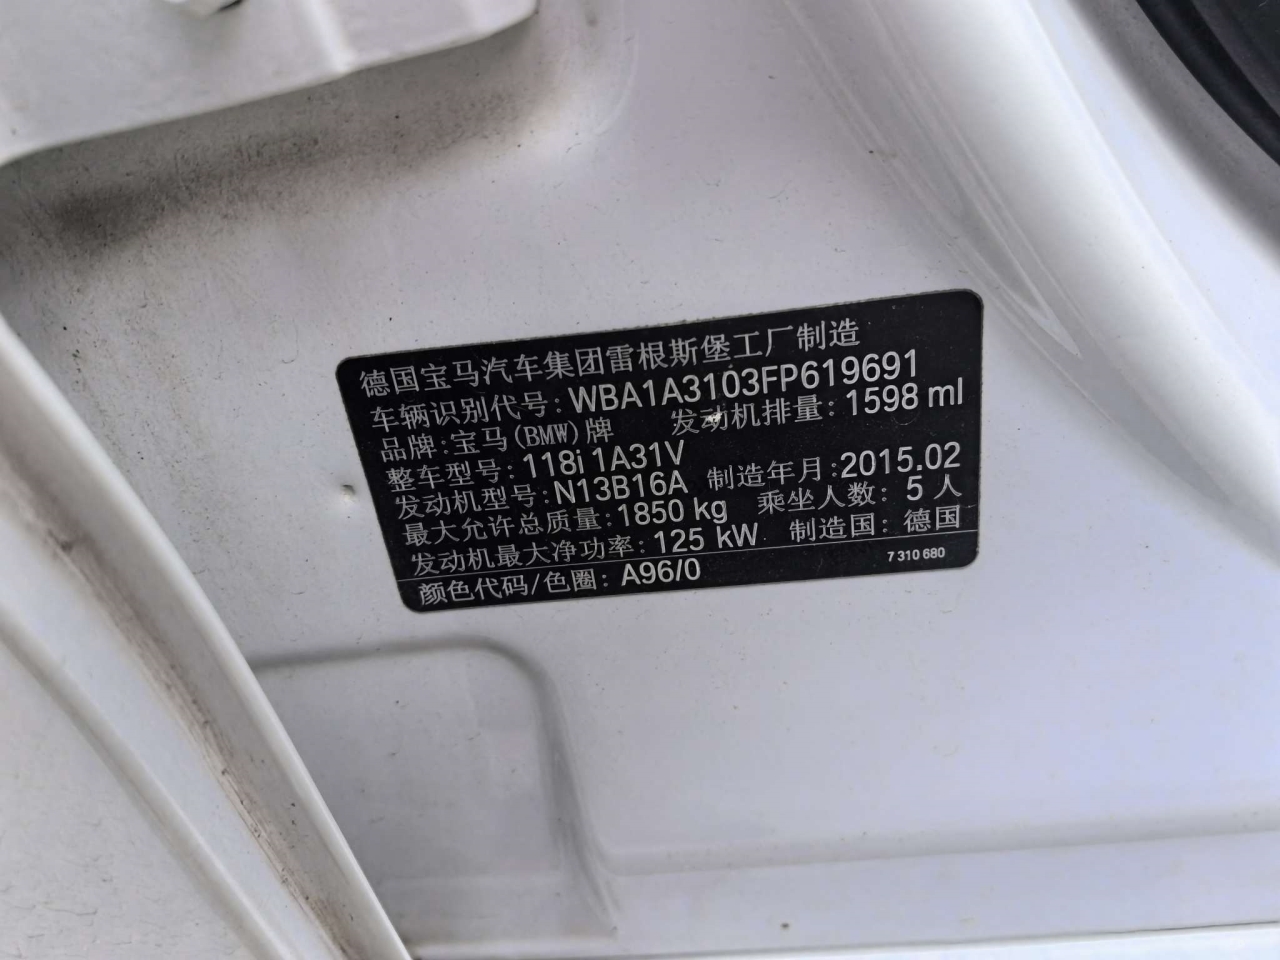 德国宝马汽车集团雷根斯堡工厂制造
车辆识别代号: WBA1A3103FP619691
品牌:宝马(BMW)牌 发动机排量: 1598 ml
整车型号: 118i 1A31V
发动机型号: N13B16A 制造年月:2015.02
最大允许总质量:1850 kg 乘坐人数: 5 人
发动机最大净功率: 125 kW 制造国: 德国
颜色代码/色圈: A96/0 7 310 680